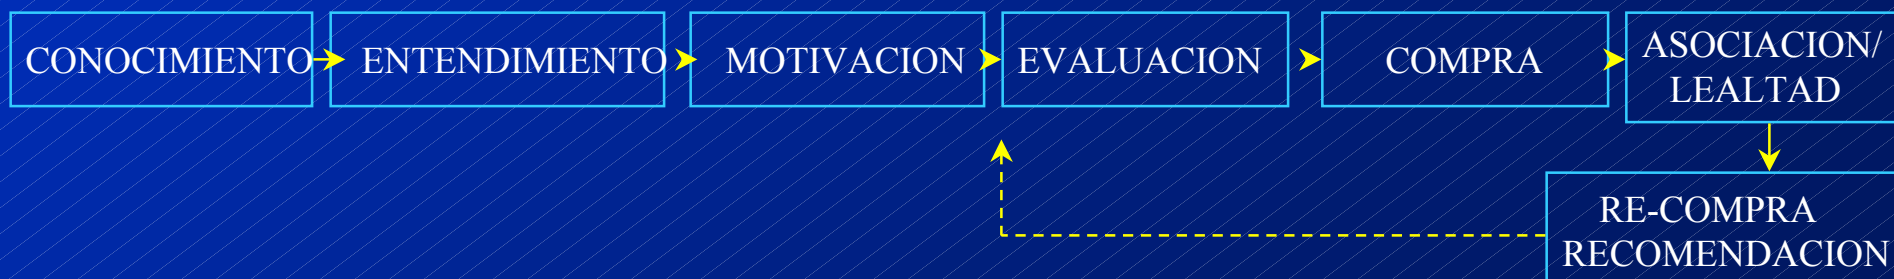 CONOCIMIENTO
ENTENDIMIENTO
MOTIVACION
EVALUACION
COMPRA
ASOCIACION/
LEALTAD
RE-COMPRA
RECOMENDACION